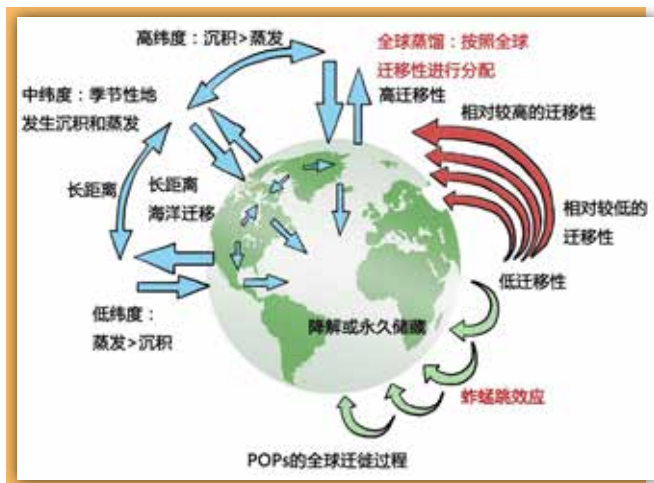 高纬度：沉积>蒸发
全球蒸馏：按照全球
迁移性进行分配
高迁移性
中纬度：季节性地
发生沉积和蒸发
相对较高的迁移性
长距离
长距离
海洋迁移
相对较低的
迁移性
低迁移性
低纬度：
蒸发>沉积
降解或永久储藏
蚱蜢跳效应
POPs的全球迁徙过程